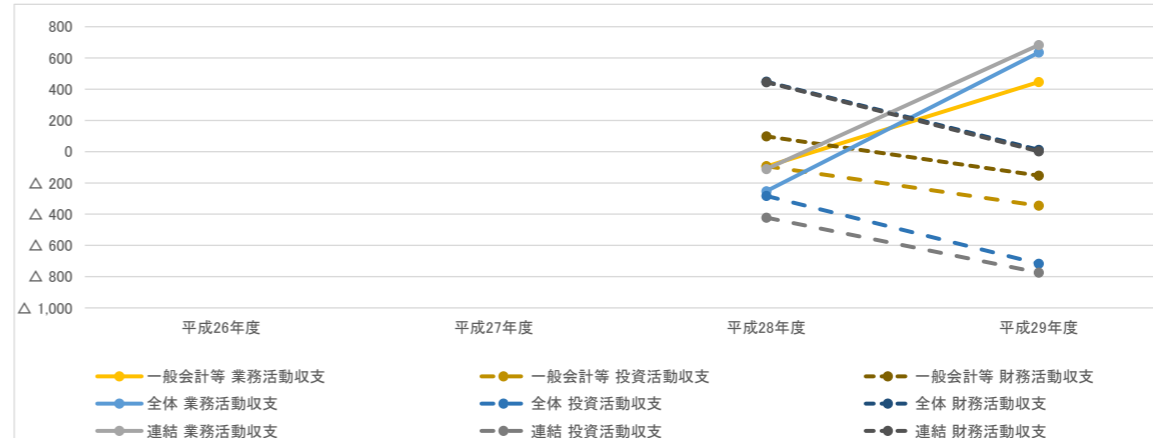 800
600
400
200
0
△ 200
△ 400
△ 600
△ 800
△ 1,000
平成26年度 平成27年度 平成28年度 平成29年度
一般会計等 業務活動収支 一般会計等 投資活動収支 一般会計等 財務活動収支
全体 業務活動収支 全体 投資活動収支 全体 財務活動収支
連結 業務活動収支 連結 投資活動収支 連結 財務活動収支